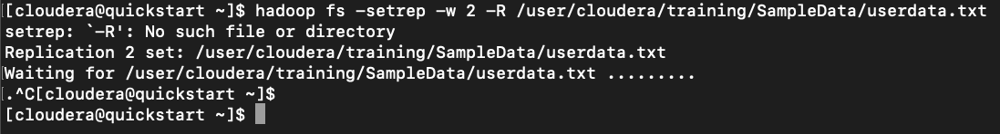 [cloudera@quickstart ~]$ hadoop fs -setrep -w 2 -R /user/cloudera/training/SampleData/userdata.txt
setrep: `-R': No such file or directory
Replication 2 set: /user/cloudera/training/SampleData/userdata.txt
Waiting for /user/cloudera/training/SampleData/userdata.txt .........
.^C[cloudera@quickstart ~]$
[cloudera@quickstart ~]$